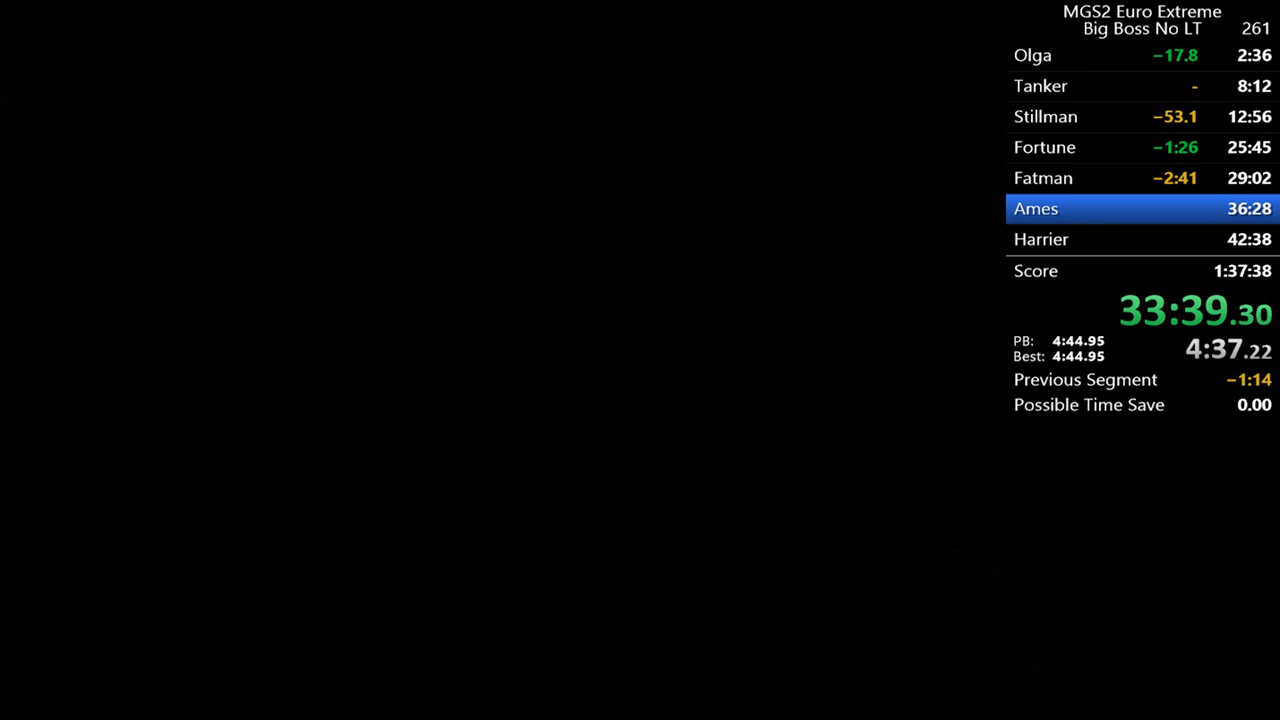 MGS2 Euro Extreme
Big Boss No LT 261
Olga −17.8 2:36
Tanker - 8:12
Stillman −53.1 12:56
Fortune −1:26 25:45
Fatman −2:41 29:02
Ames 36:28
Harrier 42:38
Score 1:37:38
33:39.30
PB: 4:44.95 4:37.22
Best: 4:44.95
Previous Segment −1:14
Possible Time Save 0.00